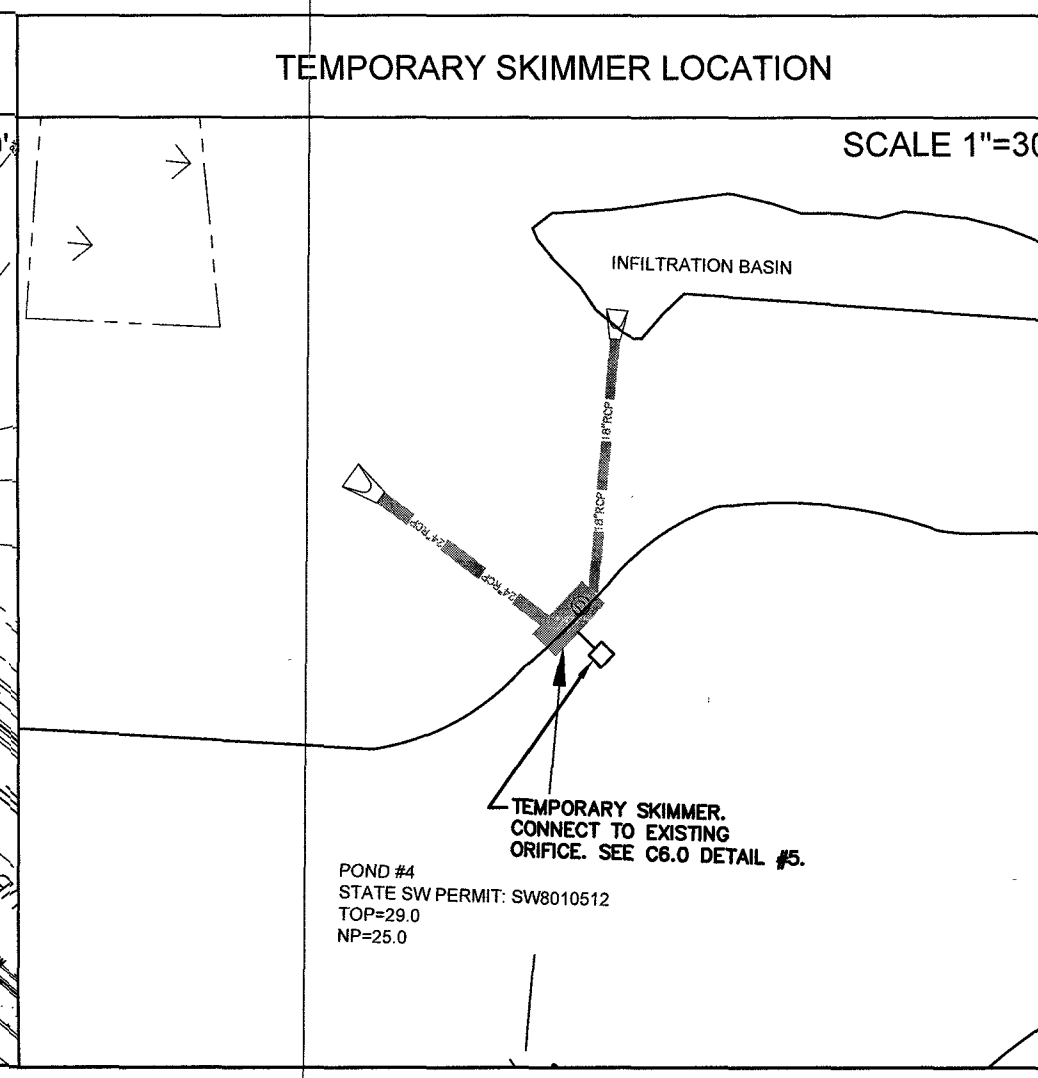 TEMPORARY SKIMMER LOCATION
SCALE 1"=30
INFILTRATION BASIN
18"RCP
18"RCP
24"RCP
24"RCP
TEMPORARY SKIMMER.
CONNECT TO EXISTING
ORIFICE. SEE C6.0 DETAIL #5.
POND #4
STATE SW PERMIT: SW8010512
TOP=29.0
NP=25.0